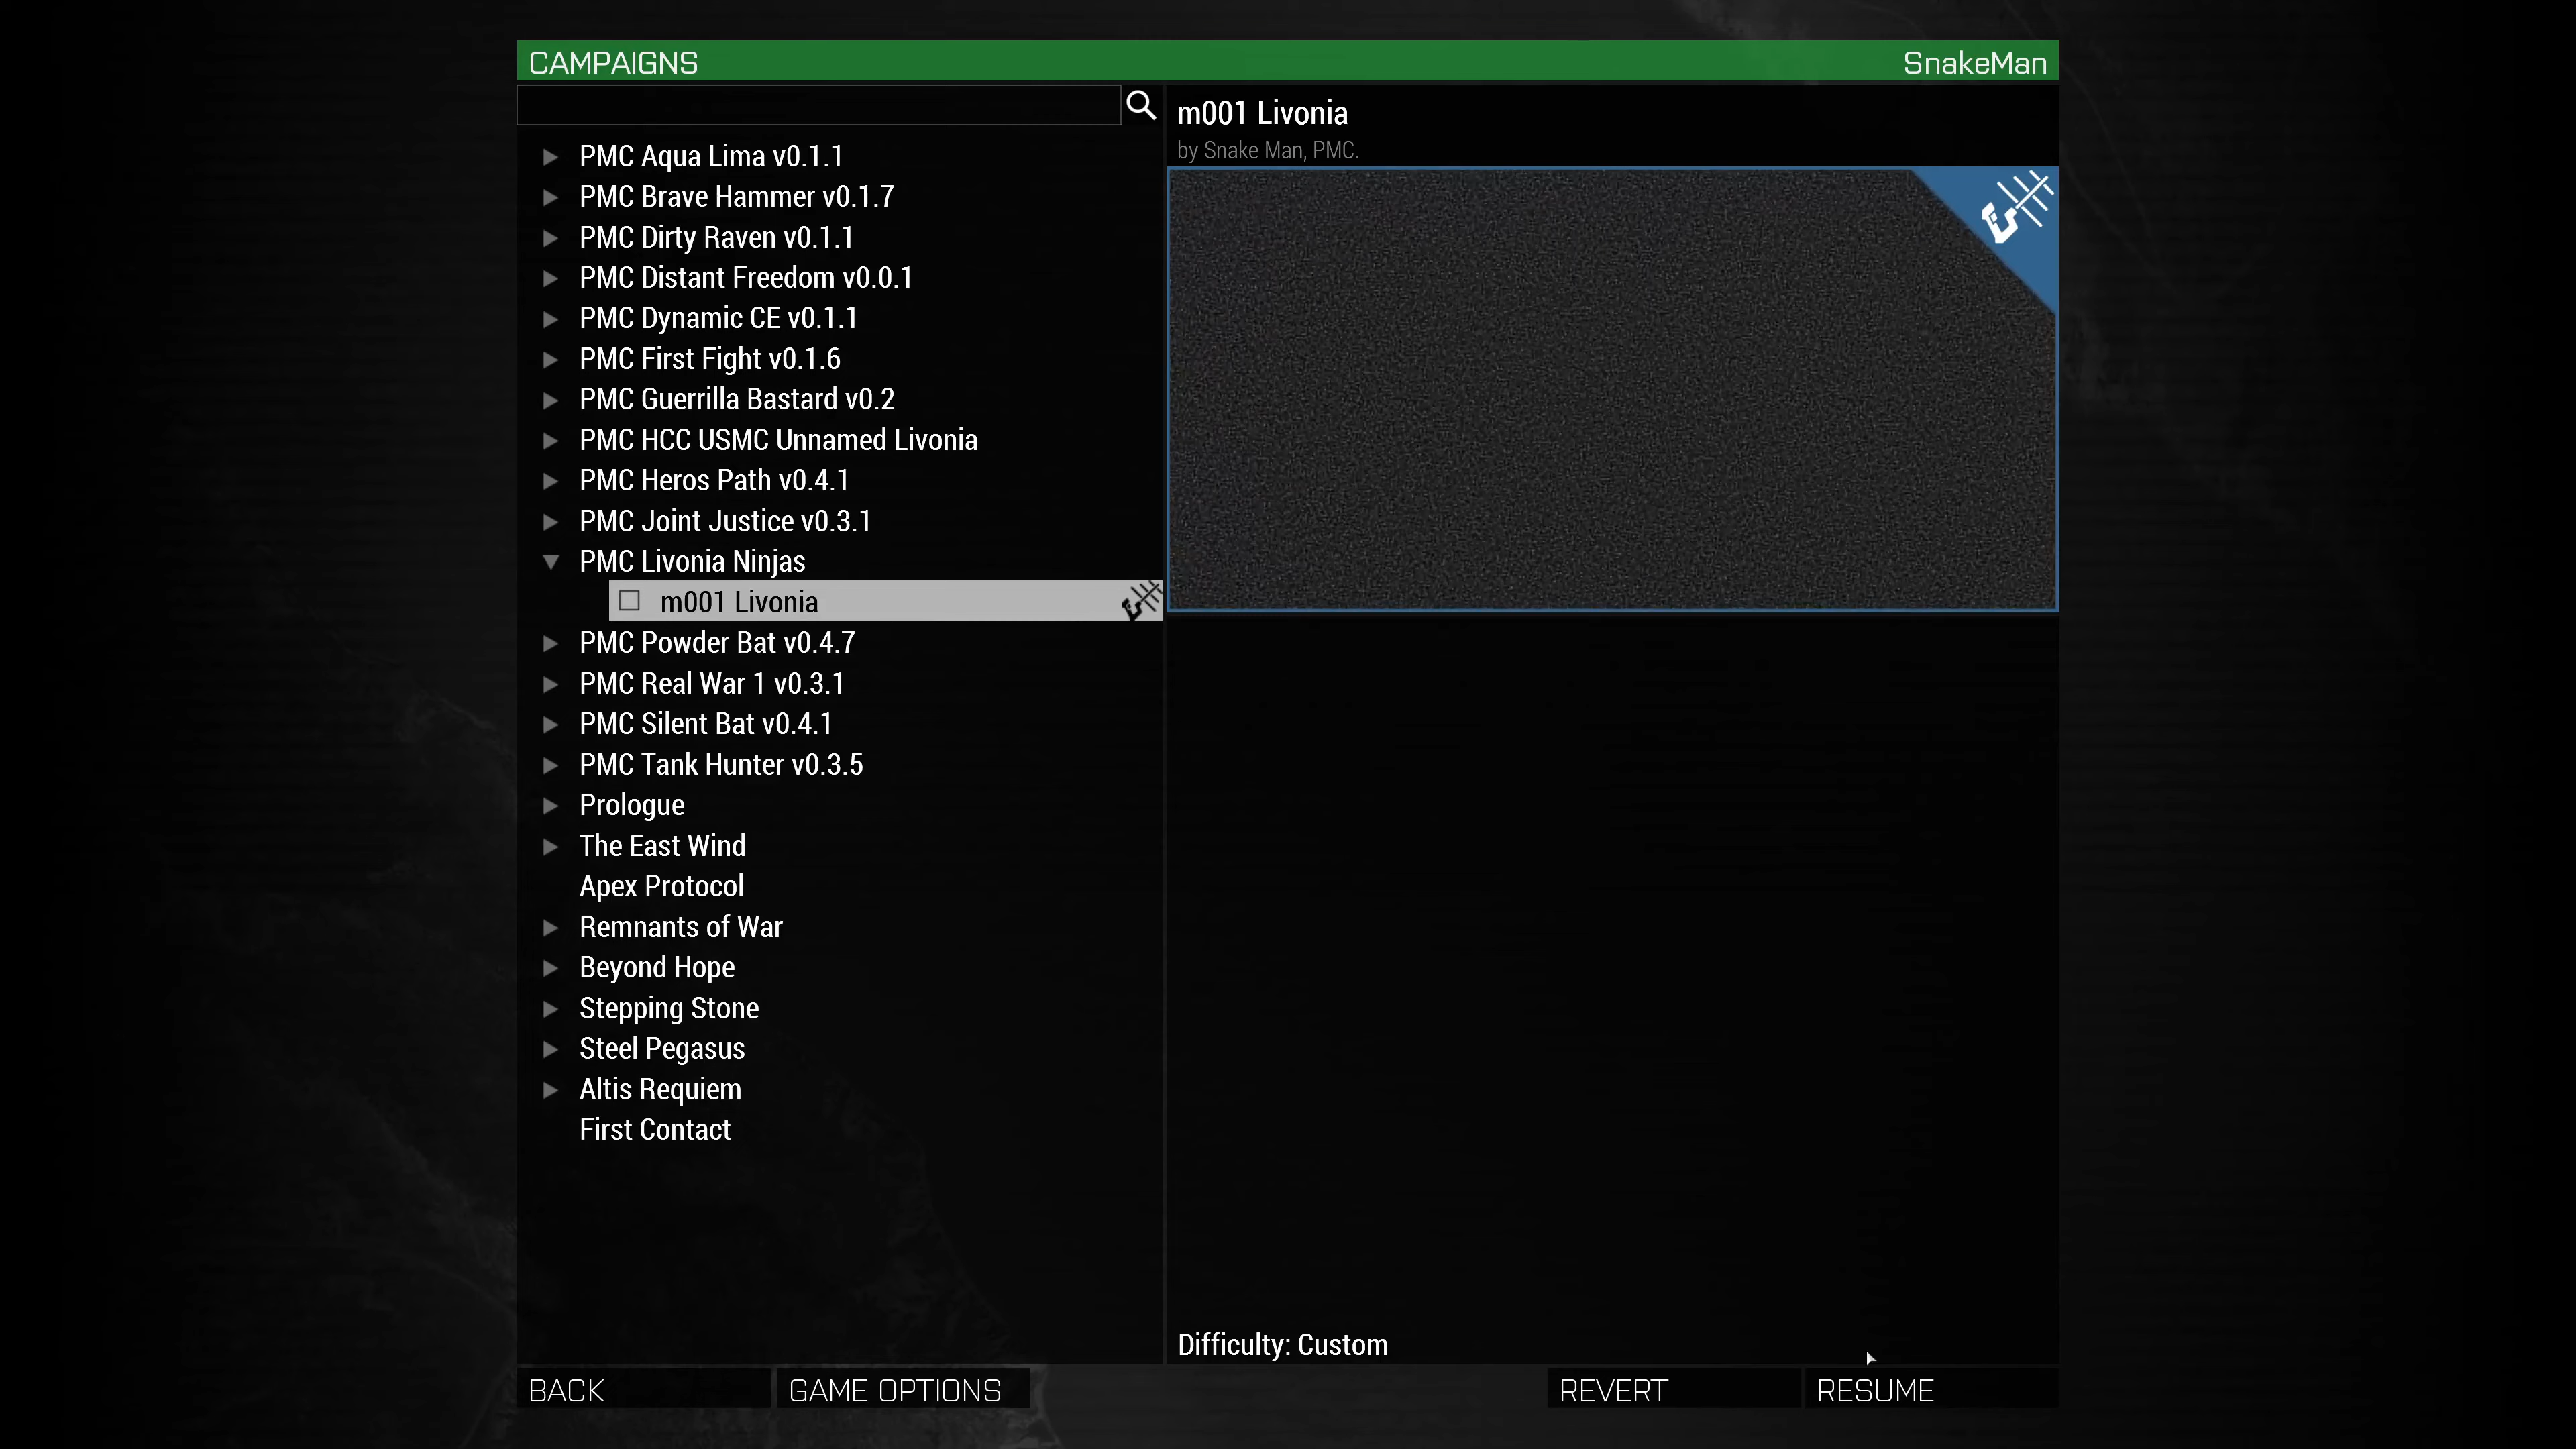 CAMPAIGNS
SnakeMan
PMC Aqua Lima v0.1.1
PMC Brave Hammer v0.1.7
PMC Dirty Raven v0.1.1
PMC Distant Freedom v0.0.1
PMC Dynamic CE v0.1.1
PMC First Fight v0.1.6
PMC Guerrilla Bastard v0.2
PMC HCC USMC Unnamed Livonia
PMC Heros Path v0.4.1
PMC Joint Justice v0.3.1
PMC Livonia Ninjas
m001 Livonia
PMC Powder Bat v0.4.7
PMC Real War 1 v0.3.1
PMC Silent Bat v0.4.1
PMC Tank Hunter v0.3.5
Prologue
The East Wind
Apex Protocol
Remnants of War
Beyond Hope
Stepping Stone
Steel Pegasus
Altis Requiem
First Contact
m001 Livonia
by Snake Man, PMC.
Difficulty: Custom
BACK
GAME OPTIONS
REVERT
RESUME